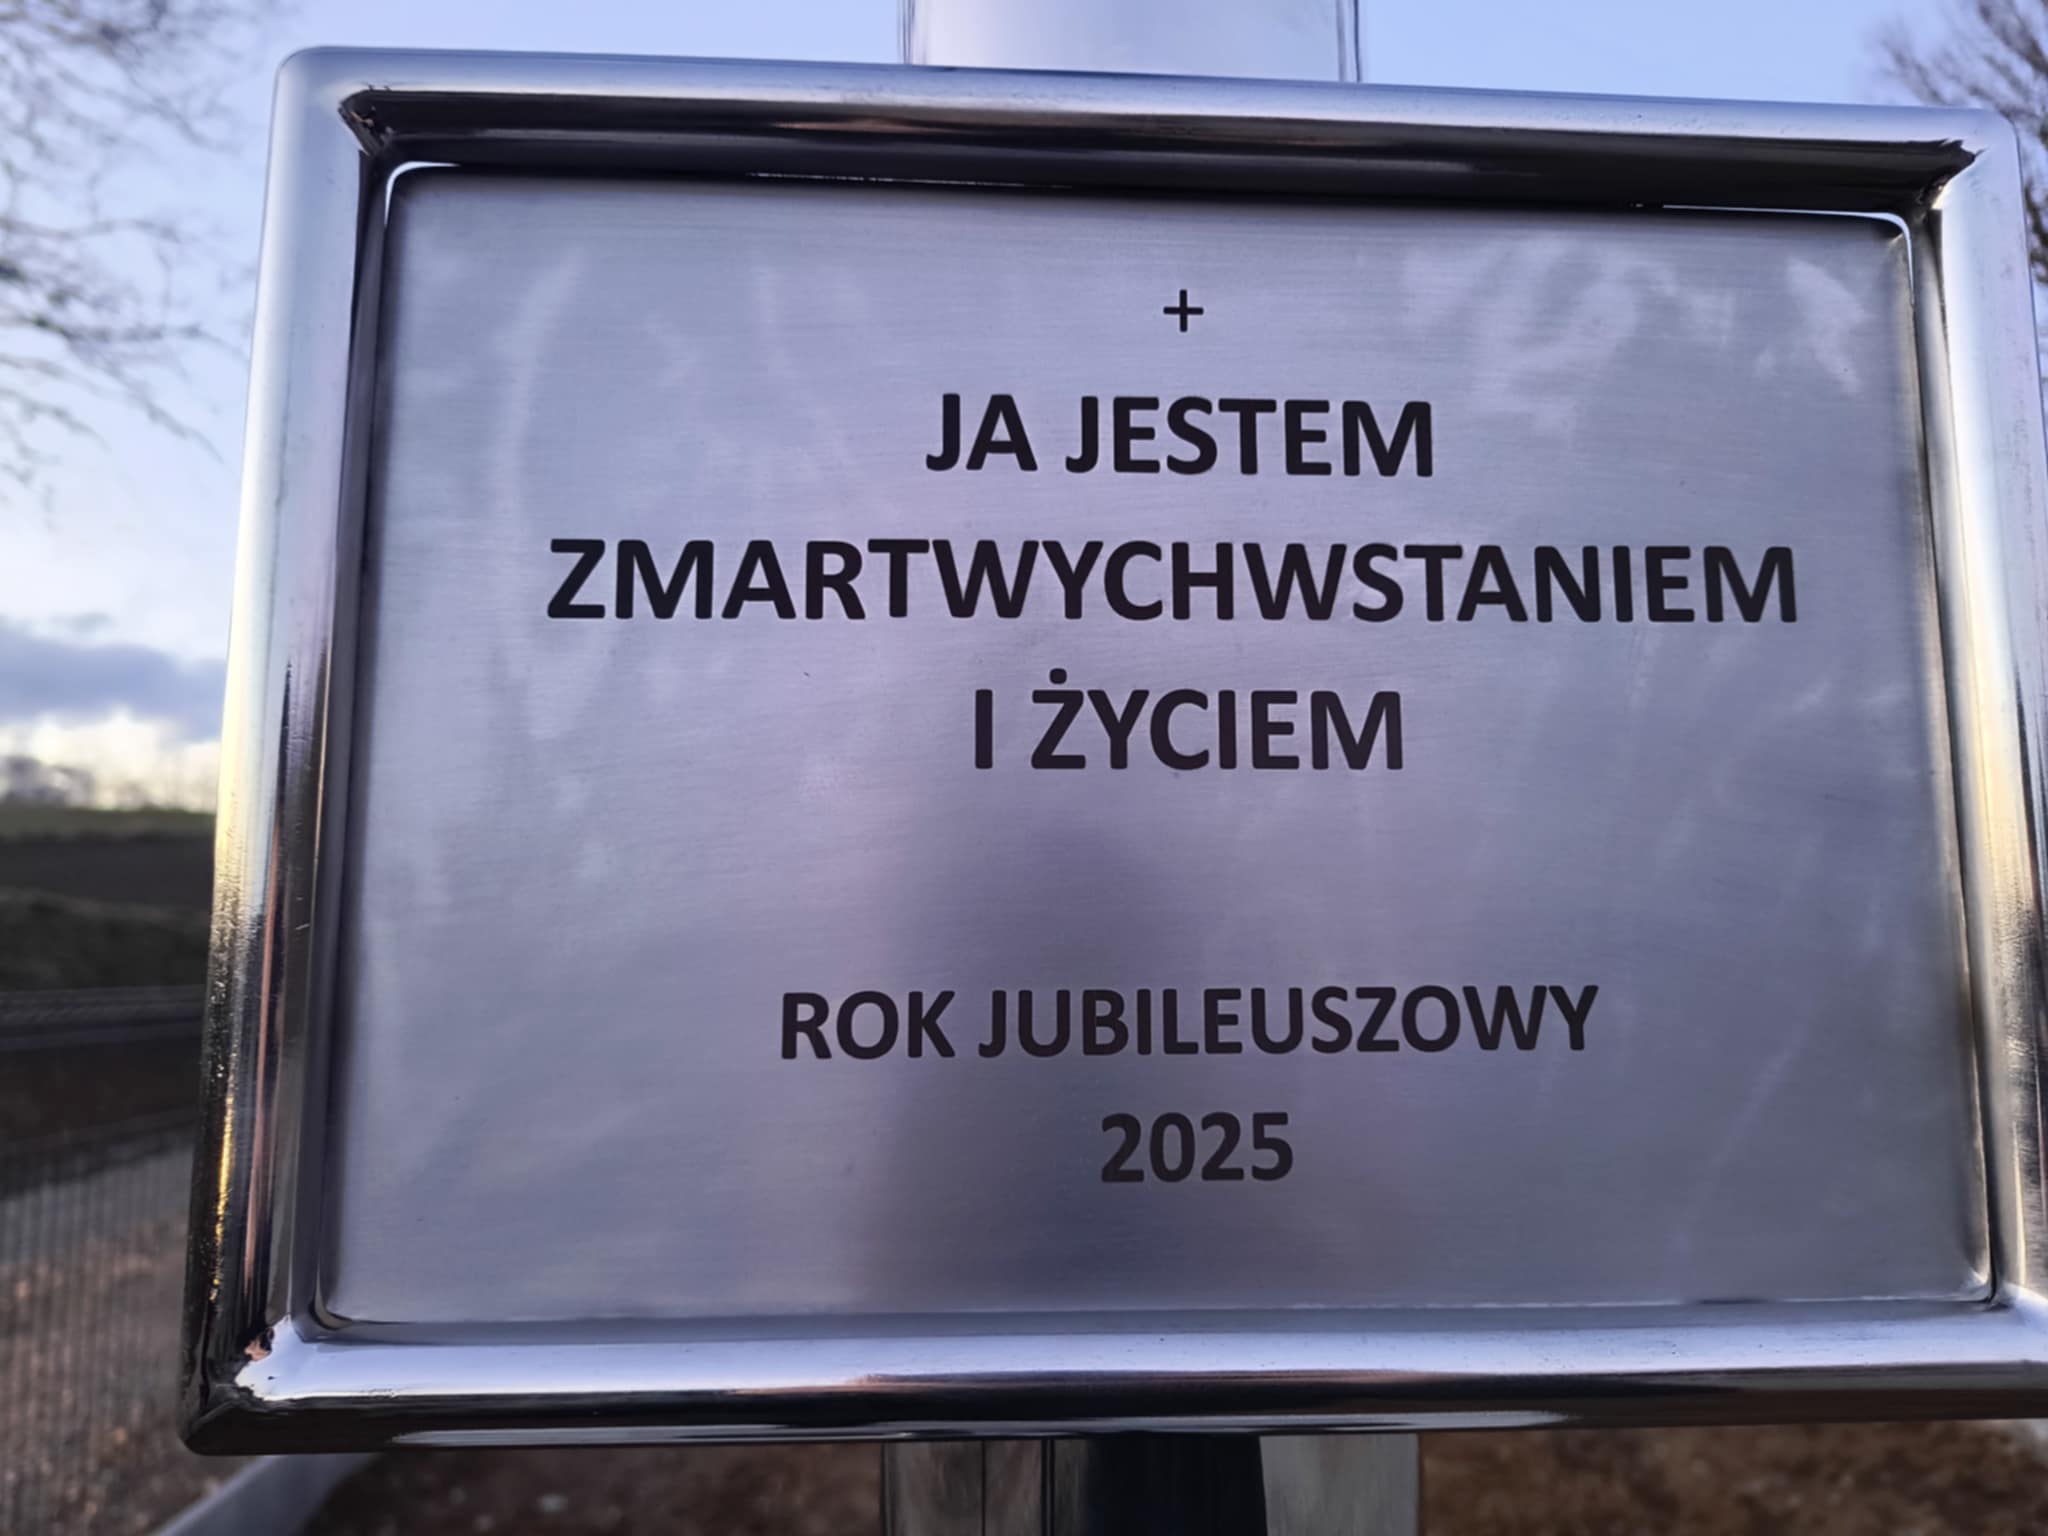 +
JA JESTEM
ZMARTWYCHWSTANIEM
I ŻYCIEM
ROK JUBILEUSZOWY
2025